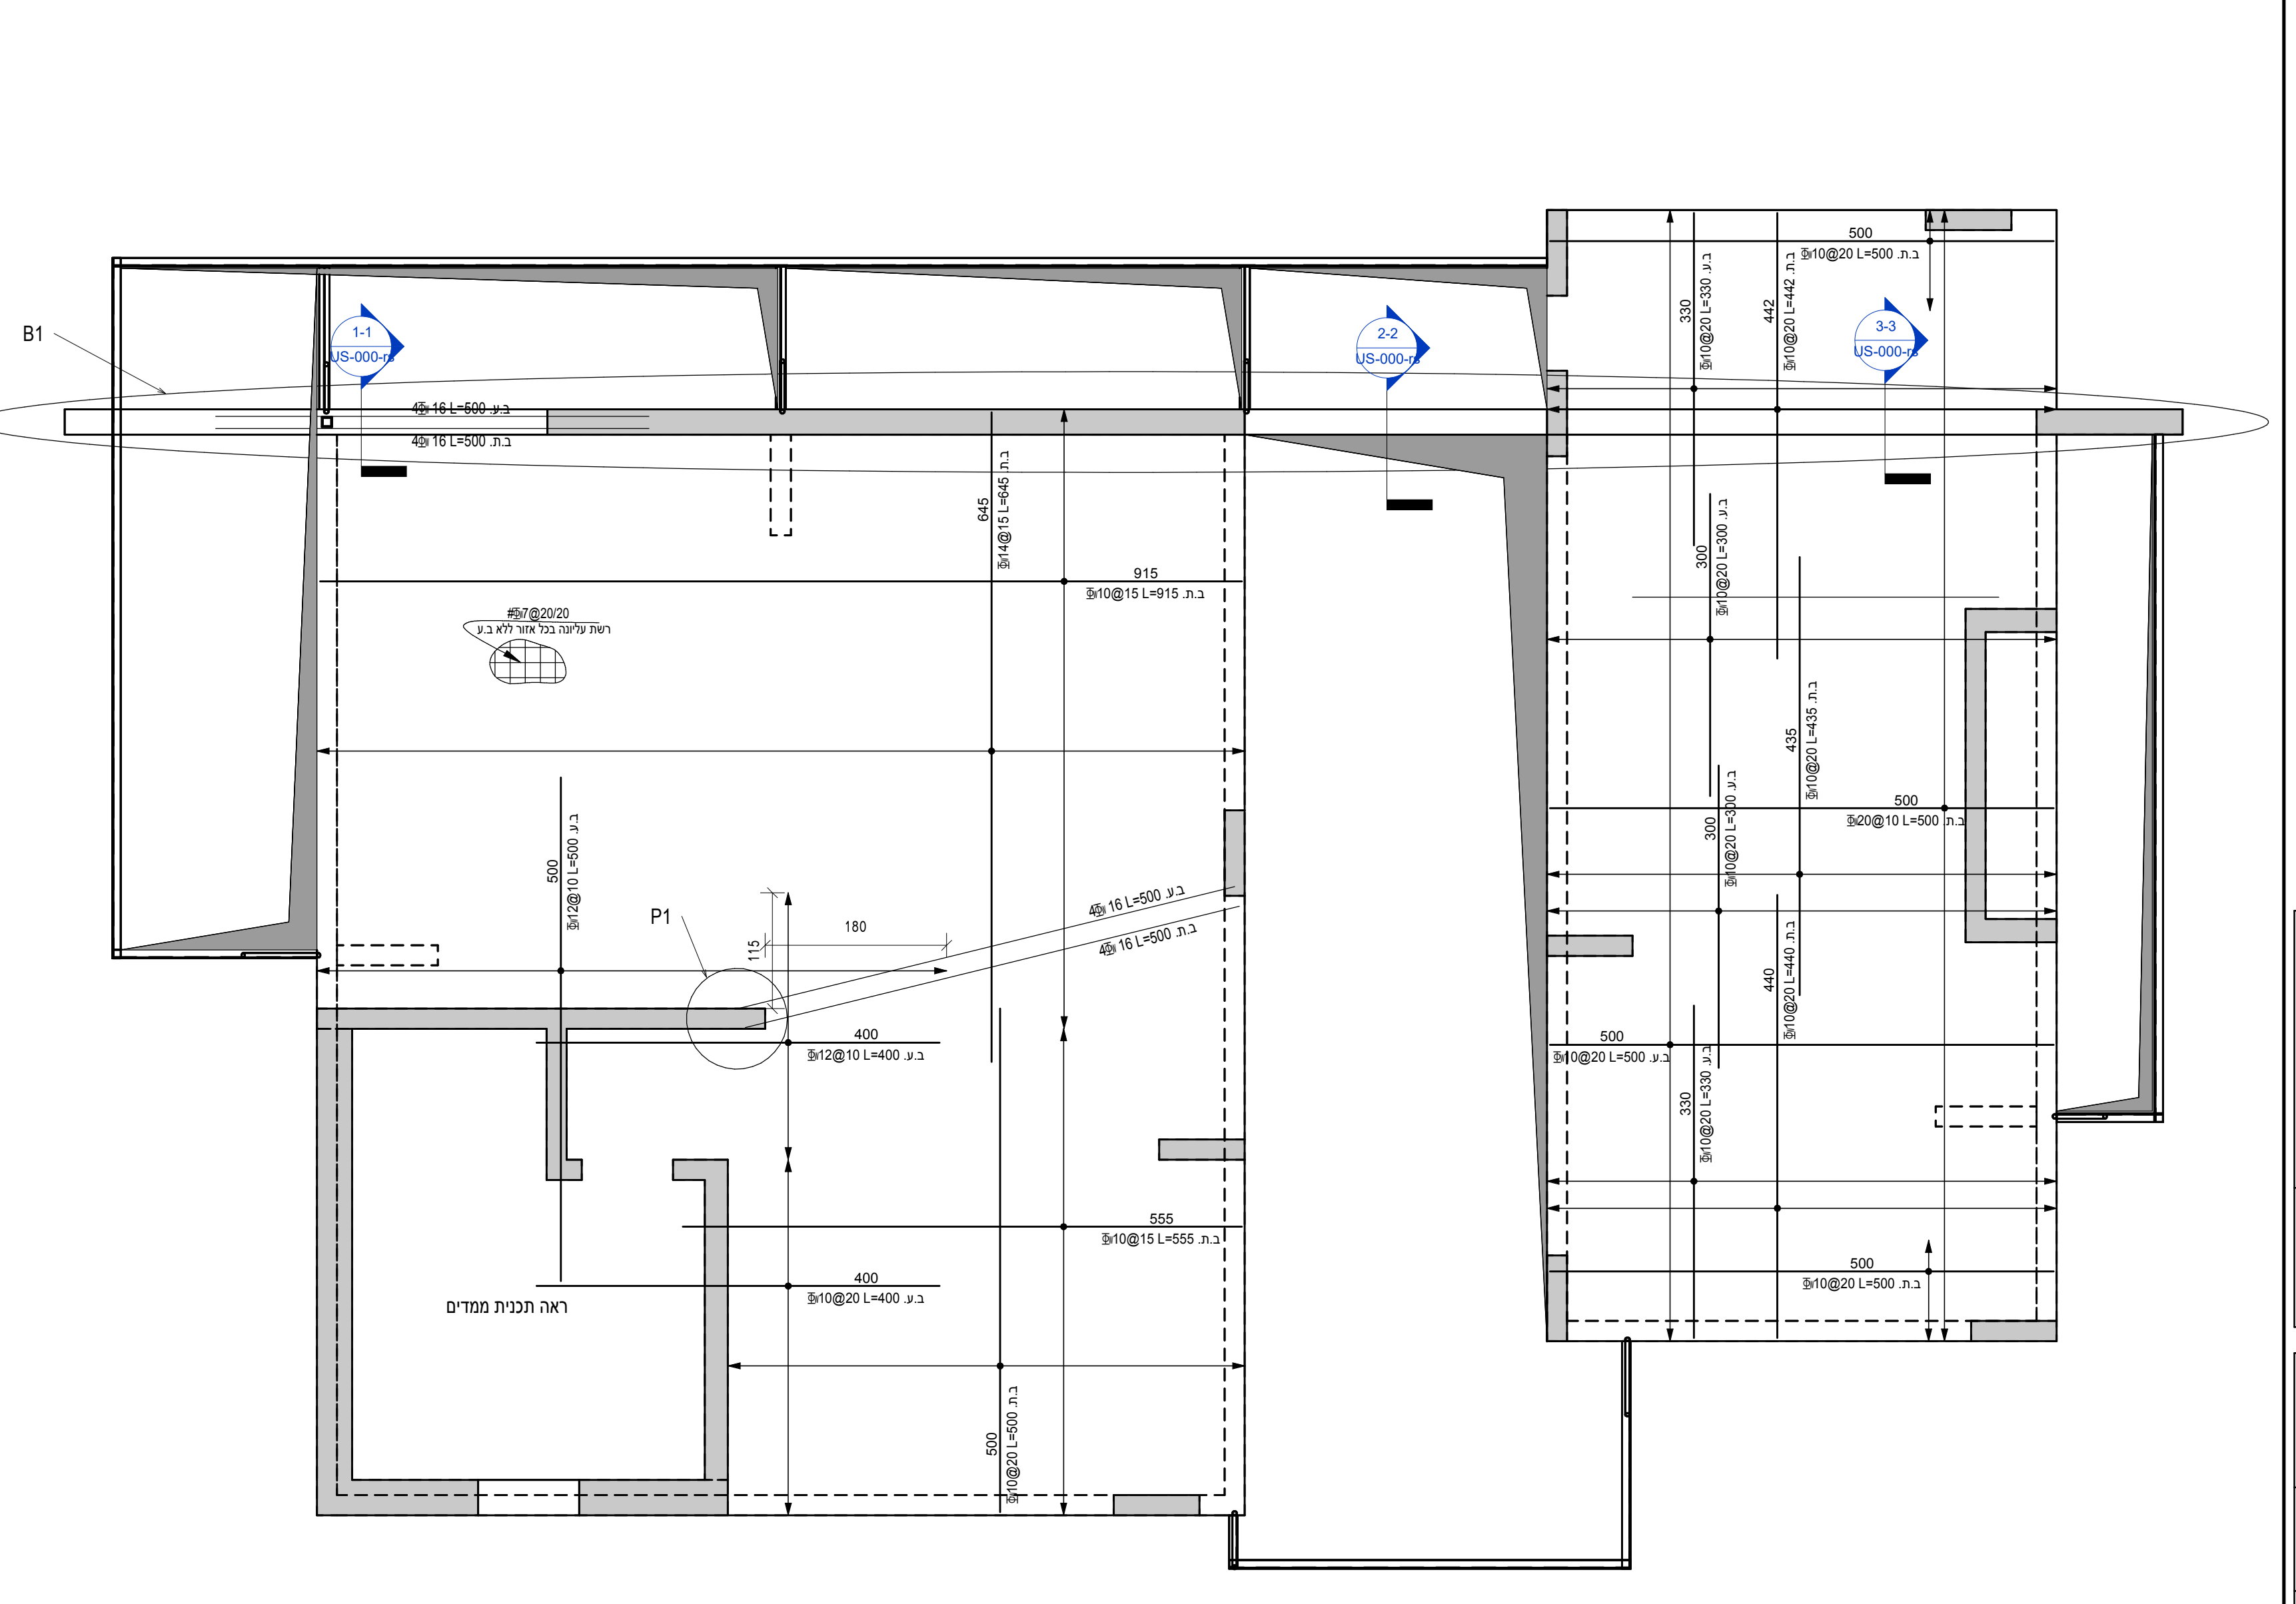 B1
1-1
US-000-rs
2-2
US-000-rs
3-3
US-000-rs
500
Φ10@20 L=500 ב.ת.
330
Φ10@20 L=330 ב.ע.
442
Φ10@20 L=442 ב.ת.
4Φ 16 L=500 ב.ע.
4Φ 16 L=500 ב.ת.
645
Φ14@15 L=645 ב.ת.
915
Φ10@15 L=915 ב.ת.
#Φ7@20/20
רשת עליונה בכל אזור ללא ב.ע
300
Φ10@20 L=300 ב.ע.
435
Φ10@20 L=435 ב.ת.
500
Φ20@10 L=500 ב.ת.
300
Φ10@20 L=300 ב.ע.
500
Φ12@10 L=500 ב.ע.
P1
115
180
4Φ 16 L=500 ב.ע.
4Φ 16 L=500 ב.ת.
440
Φ10@20 L=440 ב.ת.
400
Φ12@10 L=400 ב.ע.
500
Φ10@20 L=500 ב.ע.
330
Φ10@20 L=330 ב.ע.
555
Φ10@15 L=555 ב.ת.
400
Φ10@20 L=400 ב.ע.
500
Φ10@20 L=500 ב.ת.
ראה תכנית ממדים
500
Φ10@20 L=500 ב.ת.